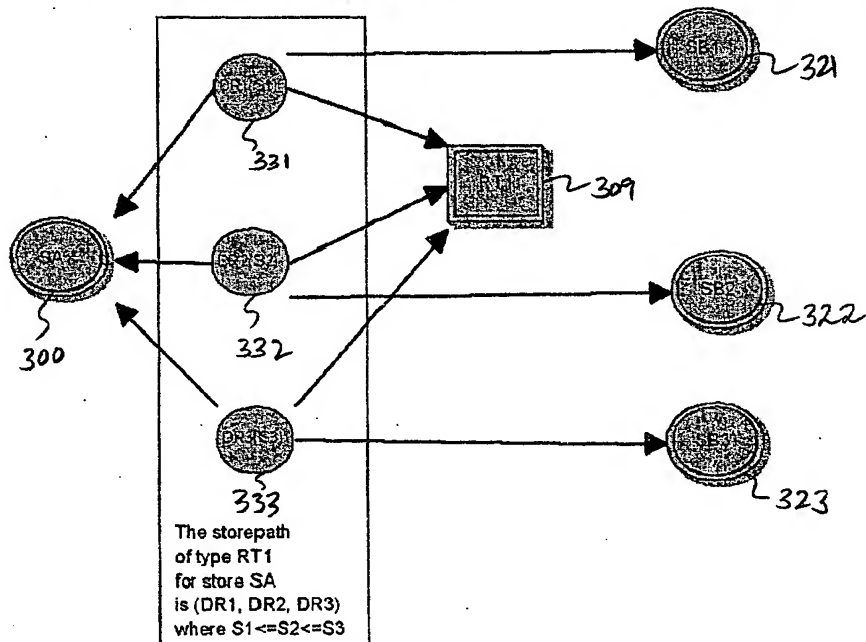 SB1
321
DR1/S1
331
RT1
309
SA
300
DR2/S2
332
SB2
322
DR3/S3
333
SB3
323
The storepath
of type RT1
for store SA
is (DR1, DR2, DR3)
where S1<=S2<=S3